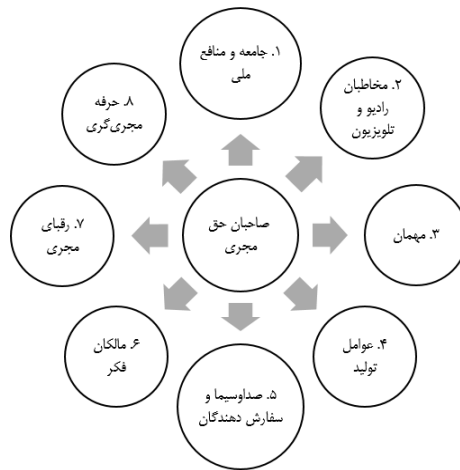 ۱. جامعه و منافع
ملی
۲. مخاطبان
رادیو و
تلویزیون
۳. مهمان
۴. عوامل
تولید
۵. صداوسیما و
سفارش دهندگان
۶. مالکان
فکر
۷. رقبای
مجری
۸. حرفه
مجری‌گری
صاحبان حق
مجری